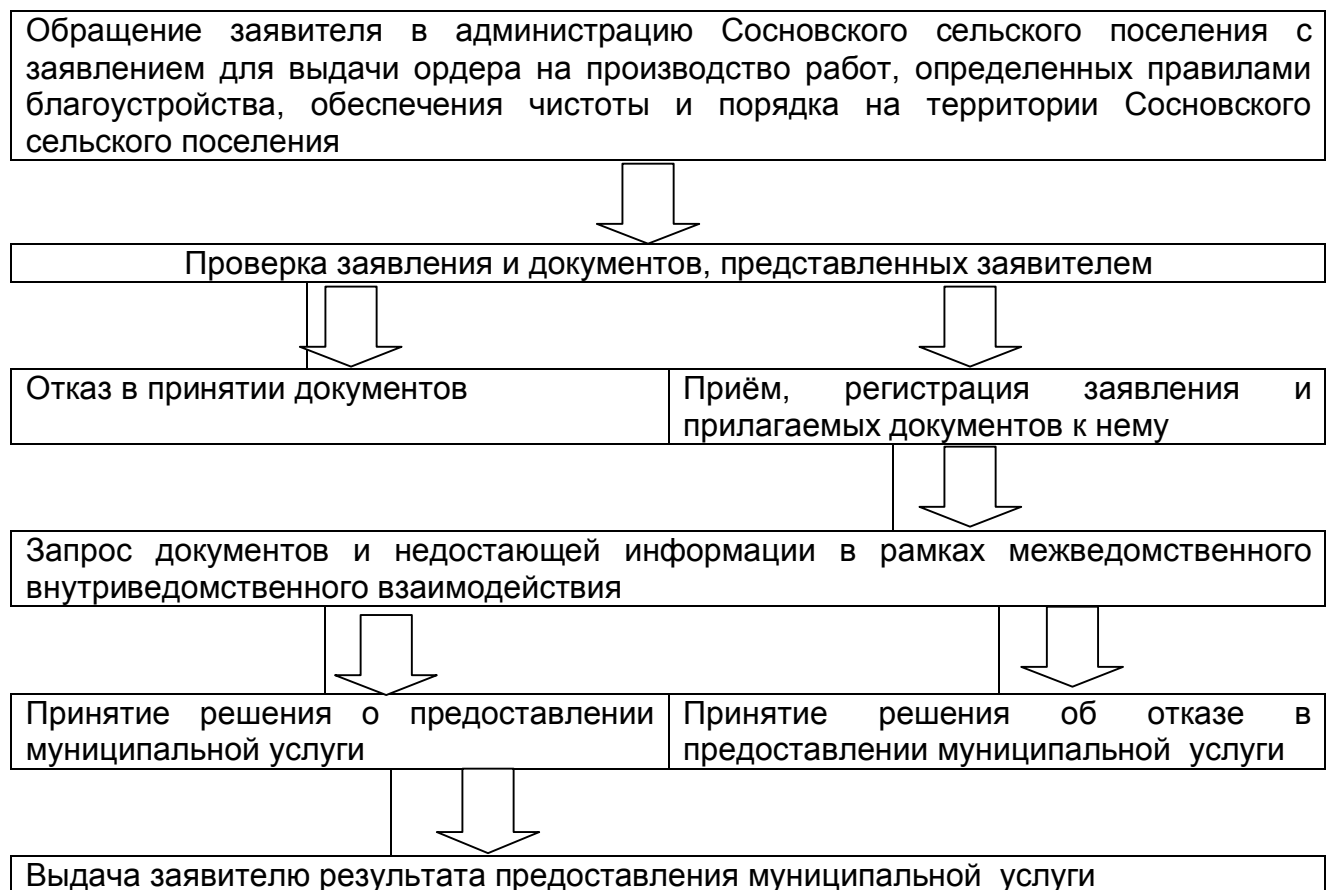 Обращение заявителя в администрацию Сосновского сельского поселения с
заявлением для выдачи ордера на производство работ, определенных правилами
благоустройства, обеспечения чистоты и порядка на территории Сосновского
сельского поселения
Проверка заявления и документов, представленных заявителем
Отказ в принятии документов
Приём, регистрация заявления и
прилагаемых документов к нему
Запрос документов и недостающей информации в рамках межведомственного
внутриведомственного взаимодействия
Принятие решения о предоставлении
муниципальной услуги
Принятие решения об отказе в
предоставлении муниципальной услуги
Выдача заявителю результата предоставления муниципальной услуги